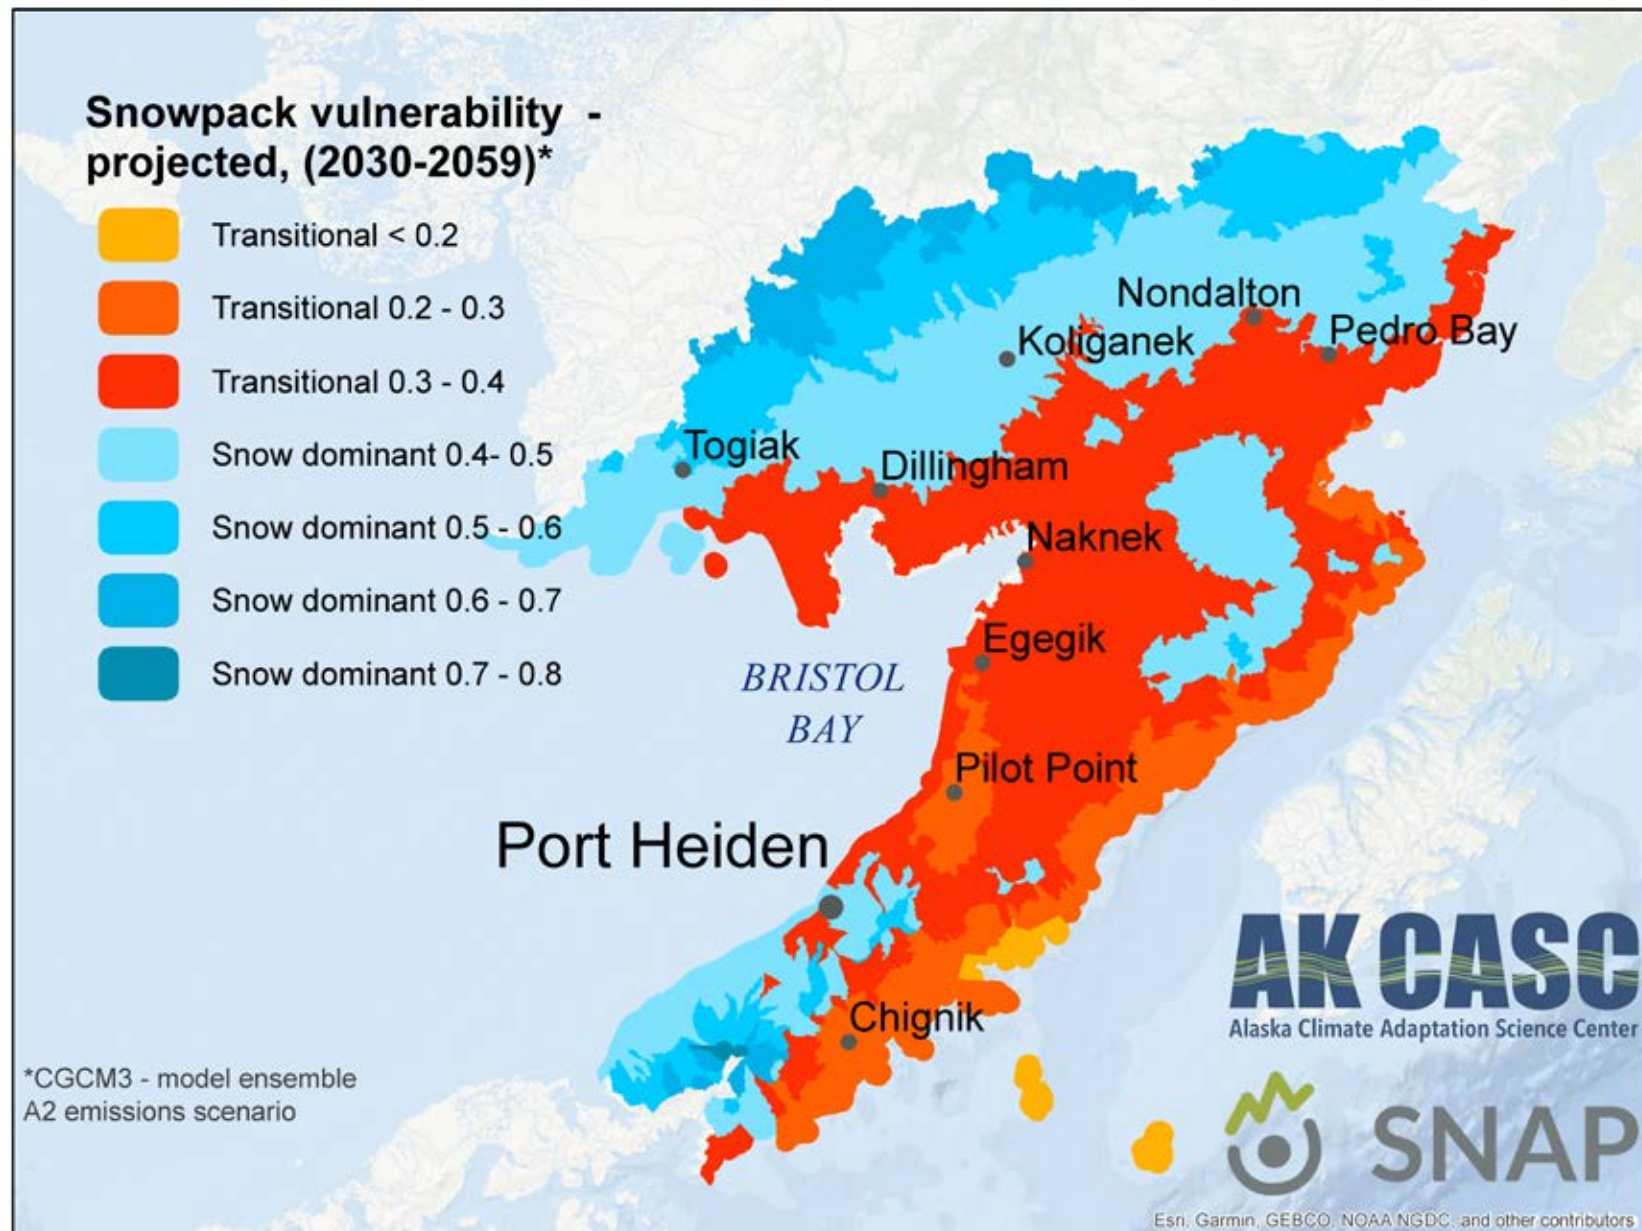 Snowpack vulnerability -
projected, (2030-2059)*
Transitional < 0.2
Transitional 0.2 - 0.3
Transitional 0.3 - 0.4
Snow dominant 0.4- 0.5
Snow dominant 0.5 - 0.6
Snow dominant 0.6 - 0.7
Snow dominant 0.7 - 0.8
Nondalton
Koliganek
Pedro Bay
Togiak
Dillingham
Naknek
Egegik
BRISTOL
BAY
Pilot Point
Port Heiden
Chignik
AK CASC
Alaska Climate Adaptation Science Center
*CGCM3 - model ensemble
A2 emissions scenario
SNAP
Esri, Garmin, GEBCO, NOAA NGDC, and other contributors